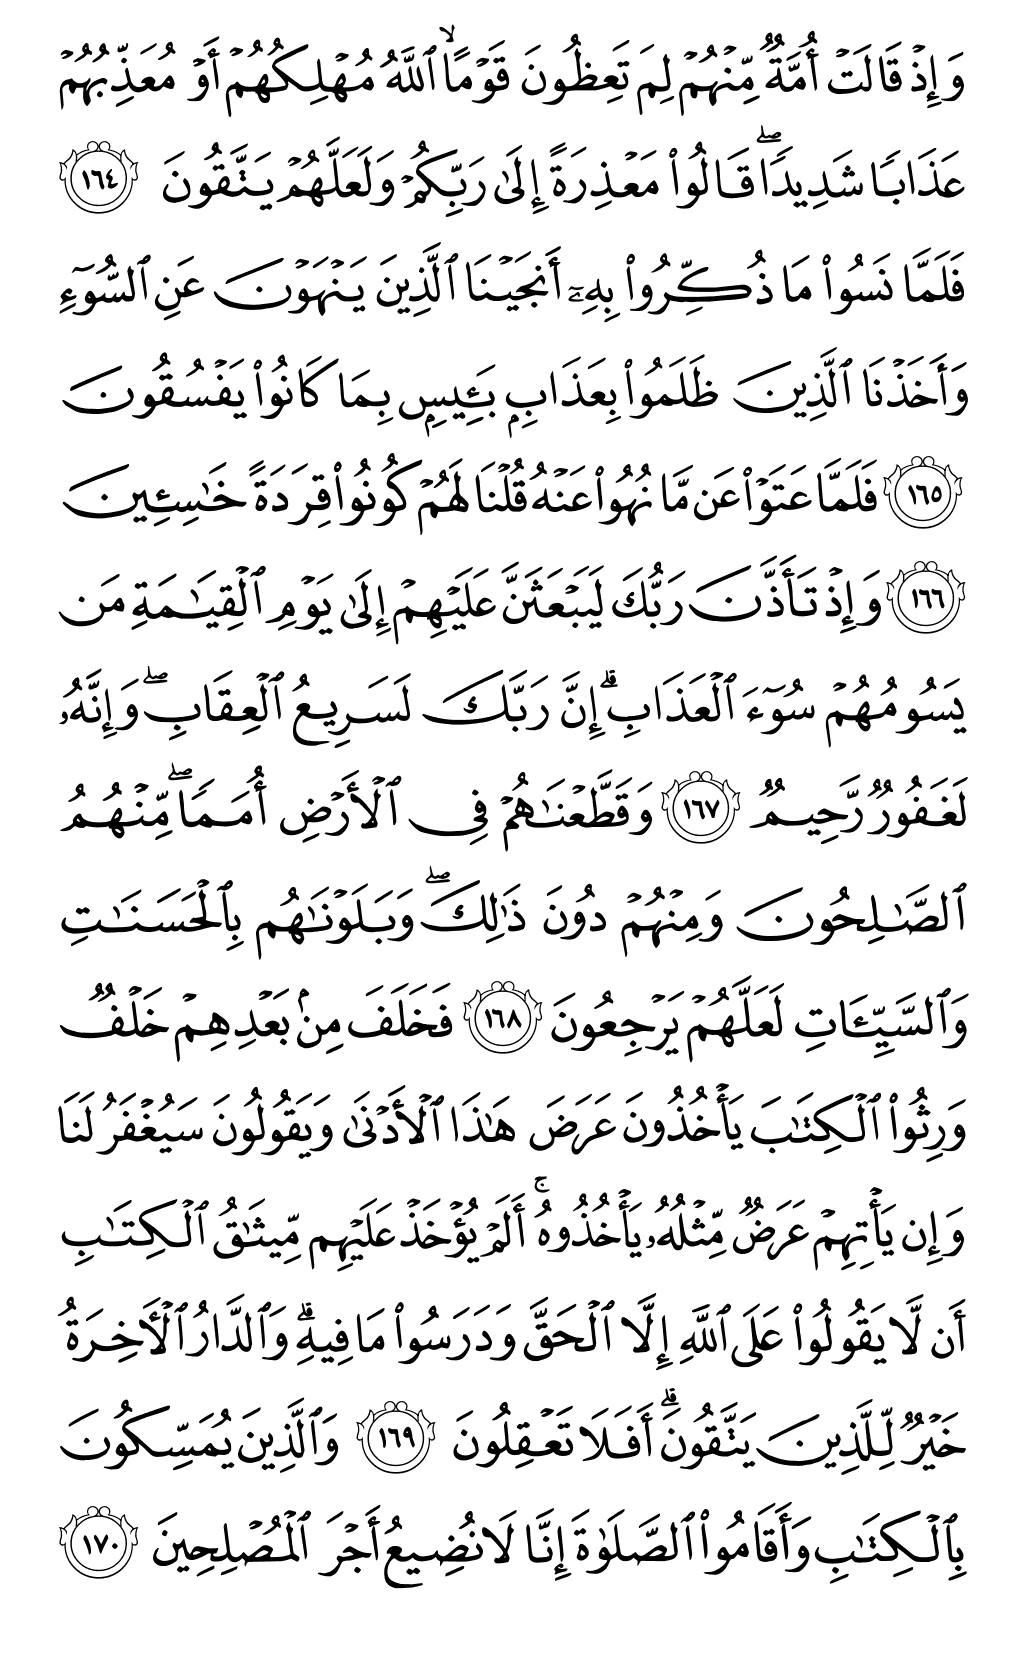 وَإِذۡ قَالَتۡ أُمَّةٞ مِّنۡهُمۡ لِمَ تَعِظُونَ قَوۡمًا ٱللَّهُ مُهۡلِكُهُمۡ أَوۡ مُعَذِّبُهُمۡ
عَذَابٗا شَدِيدٗاۖ قَالُواْ مَعۡذِرَةً إِلَىٰ رَبِّكُمۡ وَلَعَلَّهُمۡ يَتَّقُونَ ١٦٤
فَلَمَّا نَسُواْ مَا ذُكِّرُواْ بِهِۦٓ أَنجَيۡنَا ٱلَّذِينَ يَنۡهَوۡنَ عَنِ ٱلسُّوٓءِ
وَأَخَذۡنَا ٱلَّذِينَ ظَلَمُواْ بِعَذَابِۭ بَـِٔيسِۭ بِمَا كَانُواْ يَفۡسُقُونَ
١٦٥ فَلَمَّا عَتَوۡاْ عَن مَّا نُهُواْ عَنۡهُ قُلۡنَا لَهُمۡ كُونُواْ قِرَدَةً خَٰسِـِٔينَ
١٦٦ وَإِذۡ تَأَذَّنَ رَبُّكَ لَيَبۡعَثَنَّ عَلَيۡهِمۡ إِلَىٰ يَوۡمِ ٱلۡقِيَٰمَةِ مَن
يَسُومُهُمۡ سُوٓءَ ٱلۡعَذَابِۗ إِنَّ رَبَّكَ لَسَرِيعُ ٱلۡعِقَابِۖ وَإِنَّهُۥ
لَغَفُورٞ رَّحِيمٞ ١٦٧ وَقَطَّعۡنَٰهُمۡ فِي ٱلۡأَرۡضِ أُمَمٗاۖ مِّنۡهُمُ
ٱلصَّٰلِحُونَ وَمِنۡهُمۡ دُونَ ذَٰلِكَۖ وَبَلَوۡنَٰهُم بِٱلۡحَسَنَٰتِ
وَٱلسَّيِّـَٔاتِ لَعَلَّهُمۡ يَرۡجِعُونَ ١٦٨ فَخَلَفَ مِنۢ بَعۡدِهِمۡ خَلۡفٞ
وَرِثُواْ ٱلۡكِتَٰبَ يَأۡخُذُونَ عَرَضَ هَٰذَا ٱلۡأَدۡنَىٰ وَيَقُولُونَ سَيُغۡفَرُ لَنَا
وَإِن يَأۡتِهِمۡ عَرَضٞ مِّثۡلُهُۥ يَأۡخُذُوهُۚ أَلَمۡ يُؤۡخَذۡ عَلَيۡهِم مِّيثَٰقُ ٱلۡكِتَٰبِ
أَن لَّا يَقُولُواْ عَلَى ٱللَّهِ إِلَّا ٱلۡحَقَّ وَدَرَسُواْ مَا فِيهِۗ وَٱلدَّارُ ٱلۡأٓخِرَةُ
خَيۡرٞ لِّلَّذِينَ يَتَّقُونَۗ أَفَلَا تَعۡقِلُونَ ١٦٩ وَٱلَّذِينَ يُمَسِّكُونَ
بِٱلۡكِتَٰبِ وَأَقَامُواْ ٱلصَّلَوٰةَ إِنَّا لَا نُضِيعُ أَجۡرَ ٱلۡمُصۡلِحِينَ ١٧٠